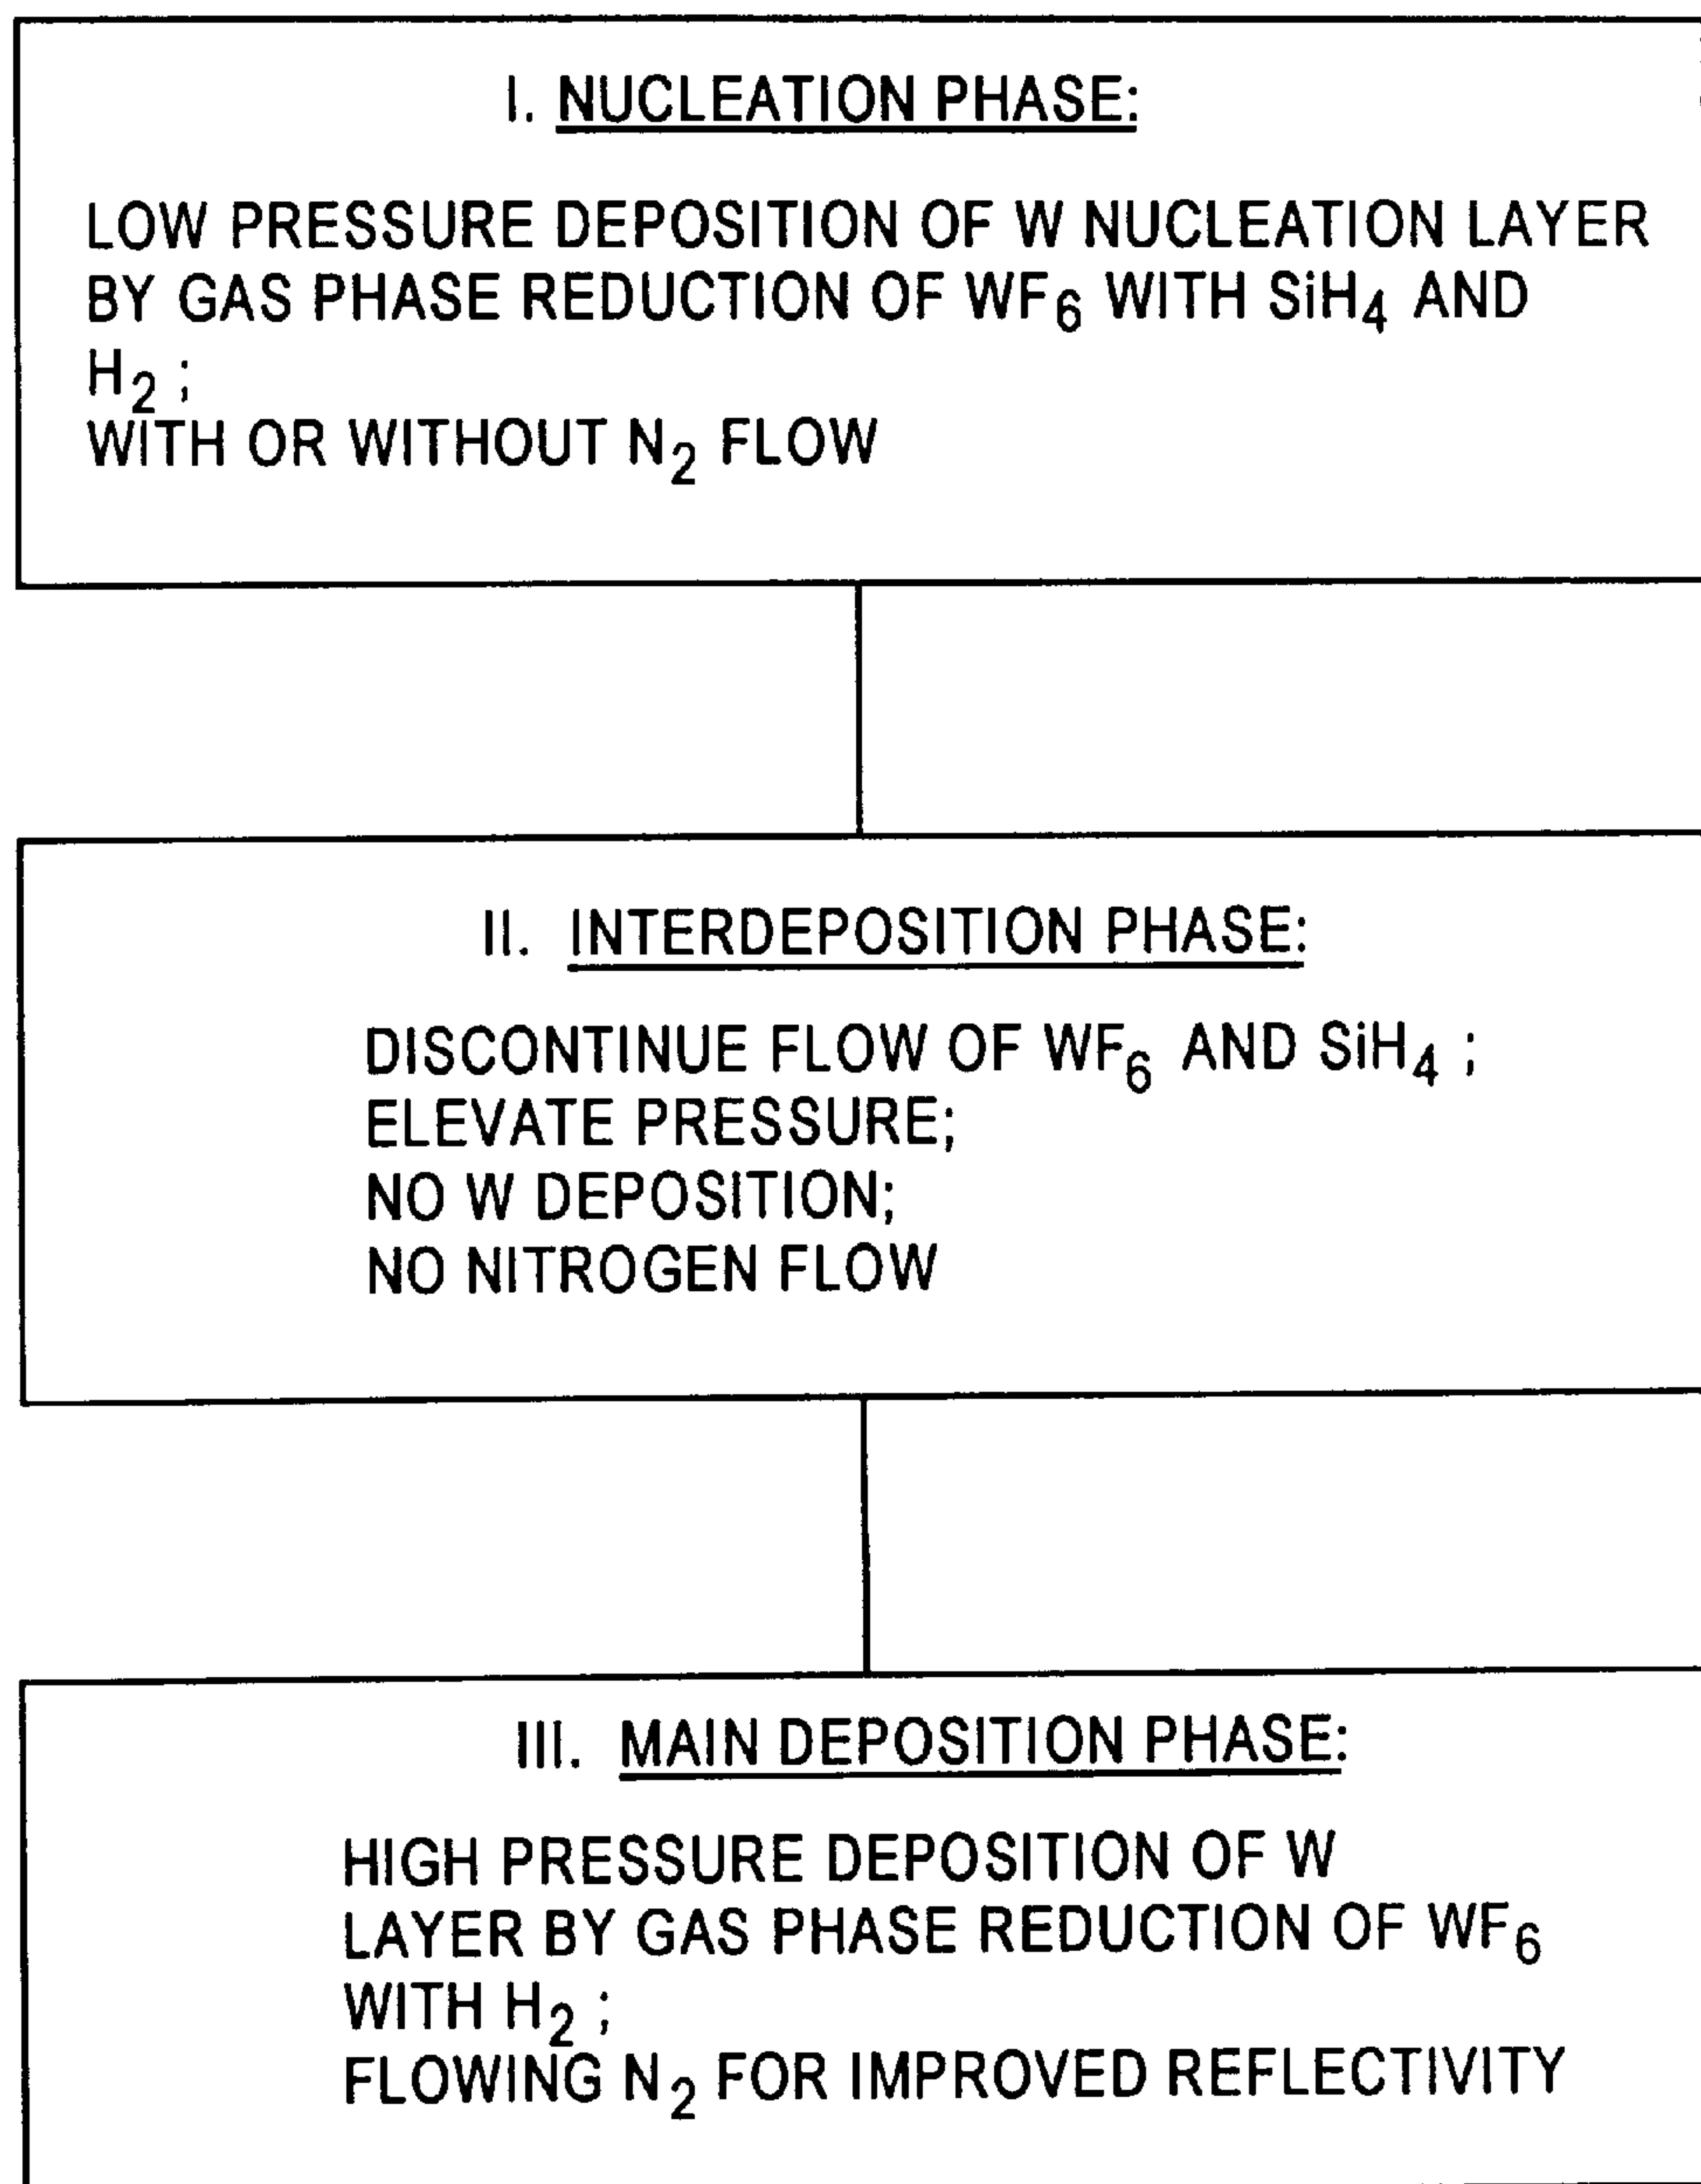 I. NUCLEATION PHASE:
LOW PRESSURE DEPOSITION OF W NUCLEATION LAYER
BY GAS PHASE REDUCTION OF WF₆ WITH SiH₄ AND
H₂ ;
WITH OR WITHOUT N₂ FLOW
II. INTERDEPOSITION PHASE:
DISCONTINUE FLOW OF WF₆ AND SiH₄ ;
ELEVATE PRESSURE;
NO W DEPOSITION;
NO NITROGEN FLOW
III. MAIN DEPOSITION PHASE:
HIGH PRESSURE DEPOSITION OF W
LAYER BY GAS PHASE REDUCTION OF WF₆
WITH H₂ ;
FLOWING N₂ FOR IMPROVED REFLECTIVITY